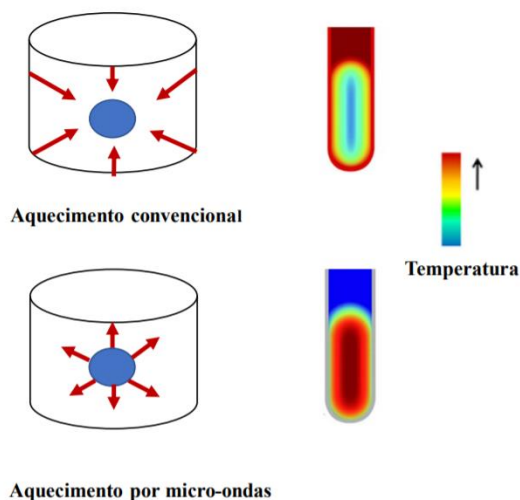 Aquecimento convencional
Temperatura
Aquecimento por micro-ondas